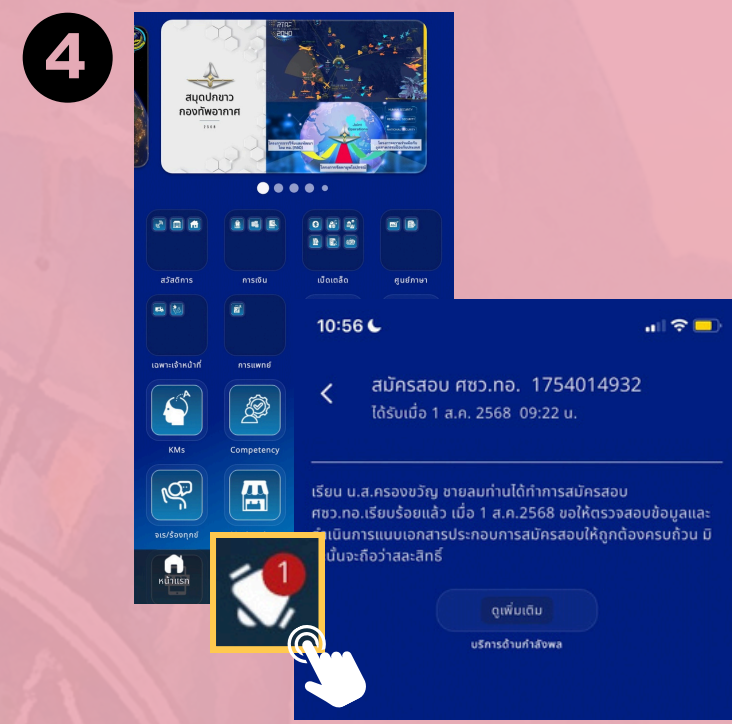 4
สมุดปกขาว
กองทัพอากาศ
สวัสดิการ
การเงิน
เบ็ดเตล็ด
ศูนย์ภาษา
เฉพาะเจ้าหน้าที่
การแพทย์
KMs
Competency
จเร/ร้องทุกข์
หน้าแรก
1
10:56
สมัครสอบ ศซว.ทอ. 1754014932
ได้รับเมื่อ 1 ส.ค. 2568 09:22 น.
เรียน น.ส.ครองขวัญ ชายลมท่านได้ทำการสมัครสอบ
ศซว.ทอ.เรียบร้อยแล้ว เมื่อ 1 ส.ค.2568 ขอให้ตรวจสอบข้อมูลและ
ดำเนินการแนบเอกสารประกอบการสมัครสอบให้ถูกต้องครบถ้วน มิ
นั้นจะถือว่าสละสิทธิ์
ดูเพิ่มเติม
บริการด้านกำลังพล